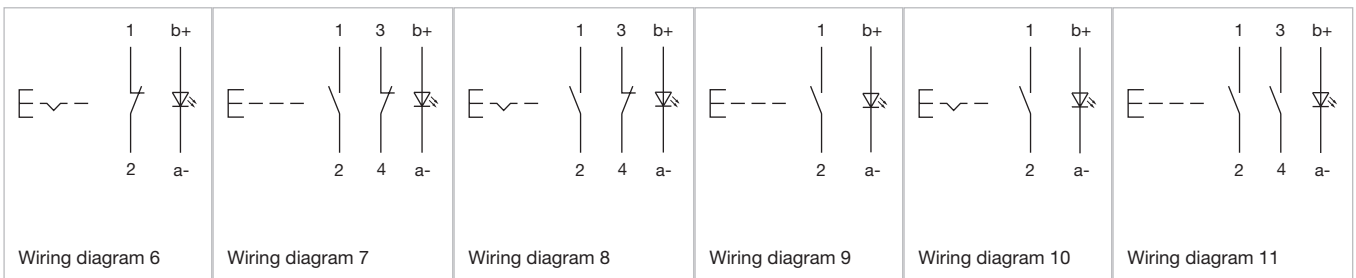 1 b+
2 a-
Wiring diagram 6
1 3 b+
2 4 a-
Wiring diagram 7
1 3 b+
2 4 a-
Wiring diagram 8
1 b+
2 a-
Wiring diagram 9
1 b+
2 a-
Wiring diagram 10
1 3 b+
2 4 a-
Wiring diagram 11